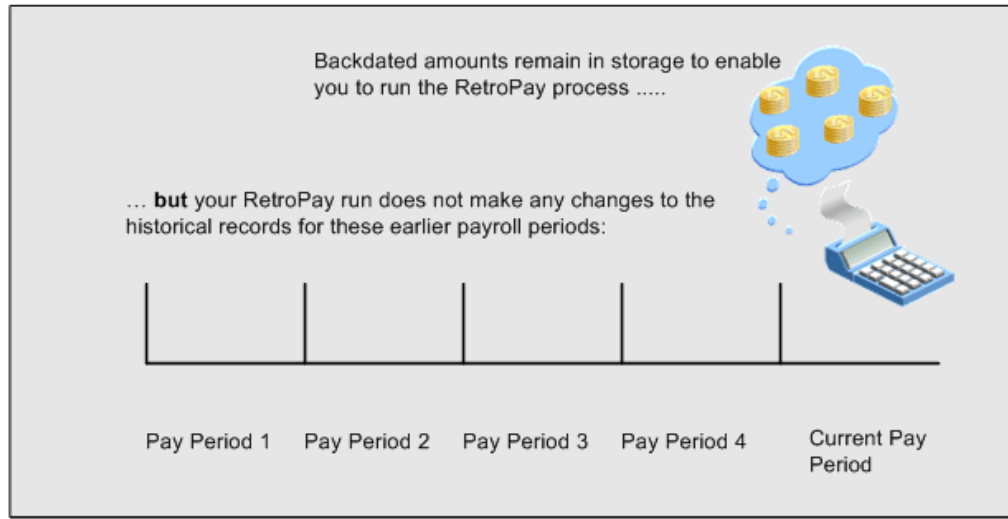 Backdated amounts remain in storage to enable
you to run the RetroPay process .....
... but your RetroPay run does not make any changes to the
historical records for these earlier payroll periods:
Pay Period 1
Pay Period 2
Pay Period 3
Pay Period 4
Current Pay
Period